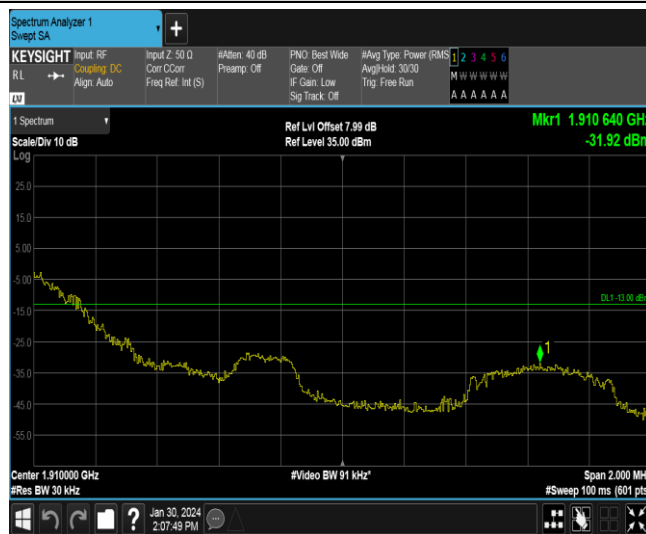 Spectrum Analyzer 1
Swept SA
KEYSIGHT
RL
LXI
Input: RF
Coupling: DC
Align: Auto
Input Z: 50 Ω
Corr CCorr
Freq Ref: Int (S)
#Atten: 40 dB
Preamp: Off
PNO: Best Wide
Gate: Off
IF Gain: Low
Sig Track: Off
#Avg Type: Power (RMS
Avg|Hold: 30/30
Trig: Free Run
1 2 3 4 5 6
M W W W W W
A A A A A A
1 Spectrum
Scale/Div 10 dB
Ref Lvl Offset 7.99 dB
Ref Level 35.00 dBm
Mkr1 1.910 640 GHz
-31.92 dBm
Log
25.0
15.0
5.00
-5.00
DL1 -13.00 dBm
-15.0
-25.0
1
-35.0
-45.0
-55.0
Center 1.910000 GHz
#Video BW 91 kHz*
Span 2.000 MH
#Res BW 30 kHz
#Sweep 100 ms (601 pts
?
Jan 30, 2024
2:07:49 PM